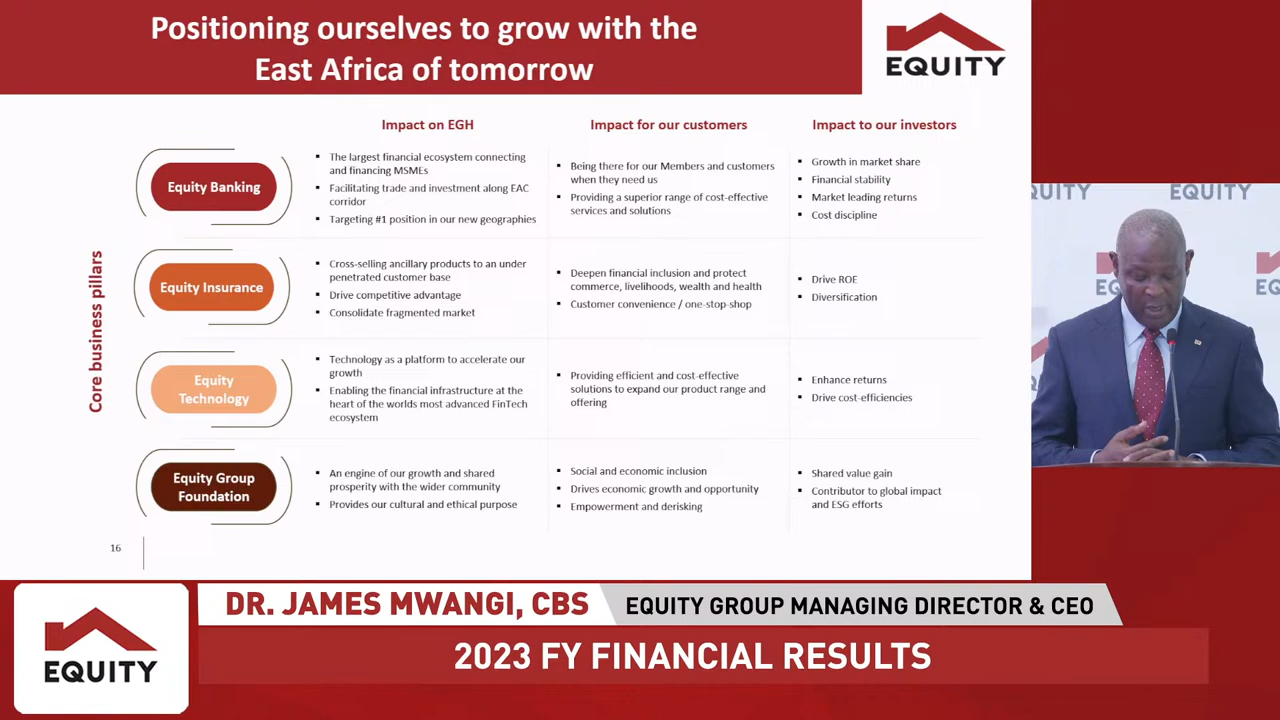 Positioning ourselves to grow with the
East Africa of tomorrow
EQUITY
Impact on EGH
Impact for our customers
Impact to our investors
Core business pillars
Equity Banking
▪ The largest financial ecosystem connecting
and financing MSMEs
▪ Facilitating trade and investment along EAC
corridor
▪ Targeting #1 position in our new geographies
▪ Being there for our Members and customers
when they need us
▪ Providing a superior range of cost-effective
services and solutions
▪ Growth in market share
▪ Financial stability
▪ Market leading returns
▪ Cost discipline
Equity Insurance
▪ Cross-selling ancillary products to an under
penetrated customer base
▪ Drive competitive advantage
▪ Consolidate fragmented market
▪ Deepen financial inclusion and protect
commerce, livelihoods, wealth and health
▪ Customer convenience / one-stop-shop
▪ Drive ROE
▪ Diversification
Equity
Technology
▪ Technology as a platform to accelerate our
growth
▪ Enabling the financial infrastructure at the
heart of the worlds most advanced FinTech
ecosystem
▪ Providing efficient and cost-effective
solutions to expand our product range and
offering
▪ Enhance returns
▪ Drive cost-efficiencies
Equity Group
Foundation
▪ An engine of our growth and shared
prosperity with the wider community
▪ Provides our cultural and ethical purpose
▪ Social and economic inclusion
▪ Drives economic growth and opportunity
▪ Empowerment and derisking
▪ Shared value gain
▪ Contributor to global impact
and ESG efforts
16
EQUITY
EQUITY
DR. JAMES MWANGI, CBS
EQUITY GROUP MANAGING DIRECTOR & CEO
2023 FY FINANCIAL RESULTS